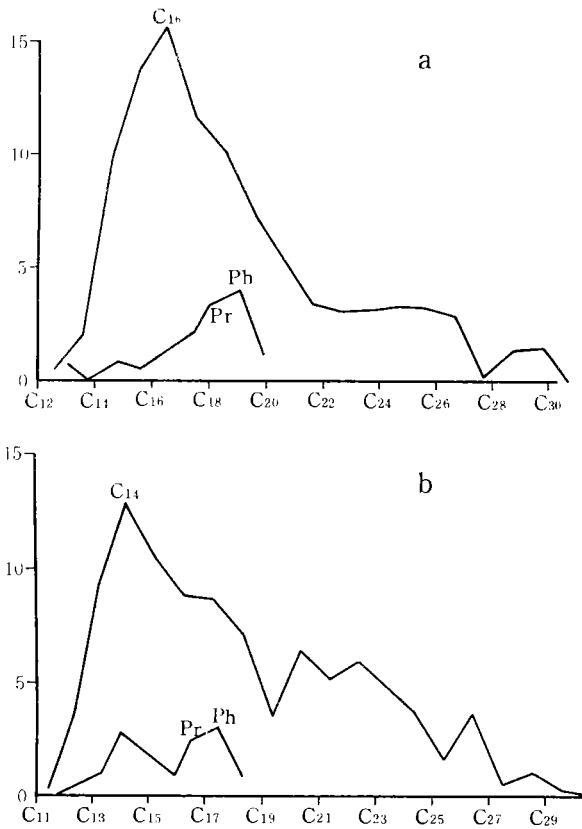 C₁₆
a
15
10
Ph
5
Pr
0
C₁₂ C₁₄ C₁₆ C₁₈ C₂₀ C₂₂ C₂₄ C₂₆ C₂₈ C₃₀
15
C₁₄
b
10
5
Pr Ph
0
C₁₁ C₁₃ C₁₅ C₁₇ C₁₉ C₂₁ C₂₃ C₂₅ C₂₇ C₂₉